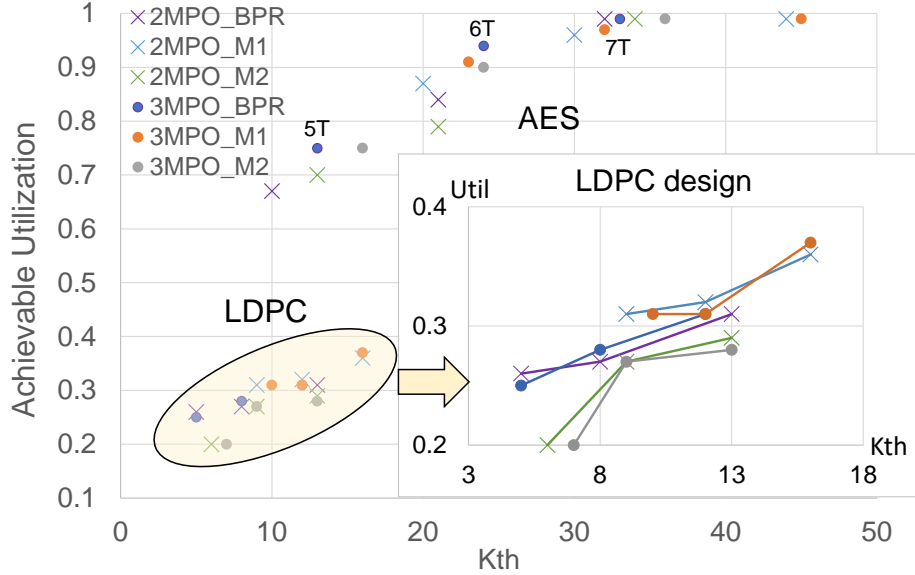 1
0.9
0.8
0.7
0.6
0.5
0.4
0.3
0.2
0.1
Achievable Utilization
2MPO_BPR
2MPO_M1
2MPO_M2
3MPO_BPR
3MPO_M1
3MPO_M2
5T
6T
7T
AES
LDPC
Util
LDPC design
0.4
0.3
0.2
Kth
3 8 13 18
0 10 20 30 40 50
Kth